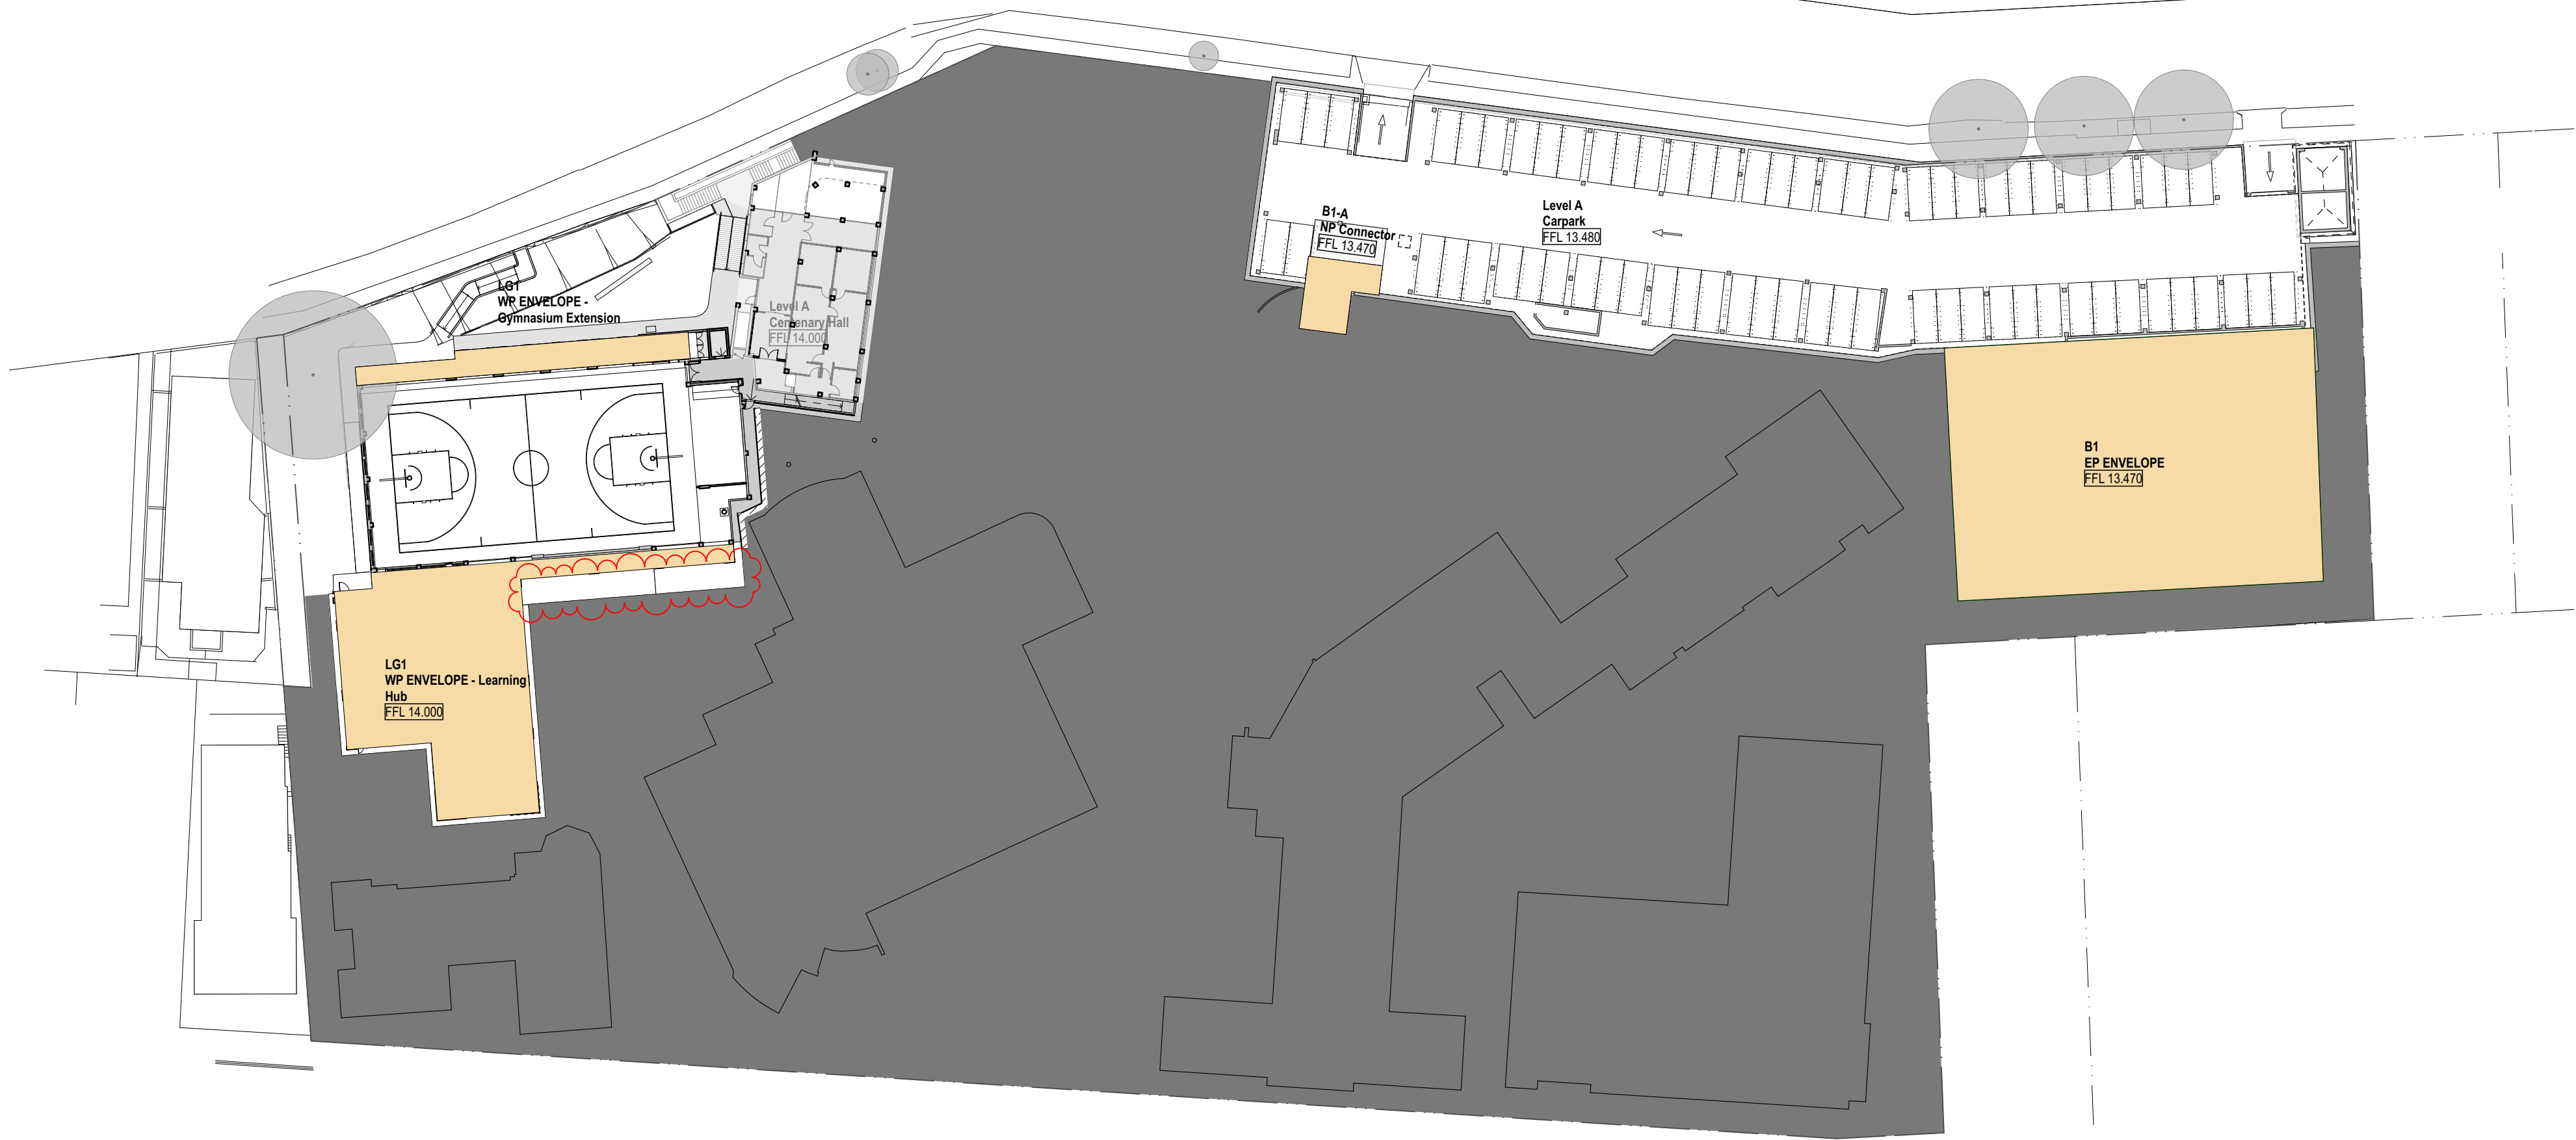 LG1
WP ENVELOPE -
Gymnasium Extension
Level A
Centenary Hall
FFL 14.000
B1-A
NP Connector
FFL 13.470
Level A
Carpark
FFL 13.480
B1
EP ENVELOPE
FFL 13.470
LG1
WP ENVELOPE - Learning
Hub
FFL 14.000